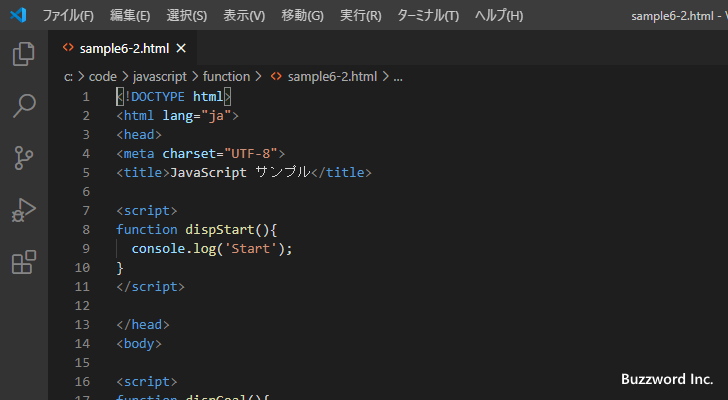 ファイル(F) 編集(E) 選択(S) 表示(V) 移動(G) 実行(R) ターミナル(T) ヘルプ(H) sample6-2.html - V
<> sample6-2.html ×
c: > code > javascript > function > <> sample6-2.html > ...
1 <!DOCTYPE html>
2 <html lang="ja">
3 <head>
4 <meta charset="UTF-8">
5 <title>JavaScript サンプル</title>
6
7 <script>
8 function dispStart(){
9 console.log('Start');
10 }
11 </script>
12
13 </head>
14 <body>
15
16 <script>
17 function dispGoal(){
Buzzword Inc.